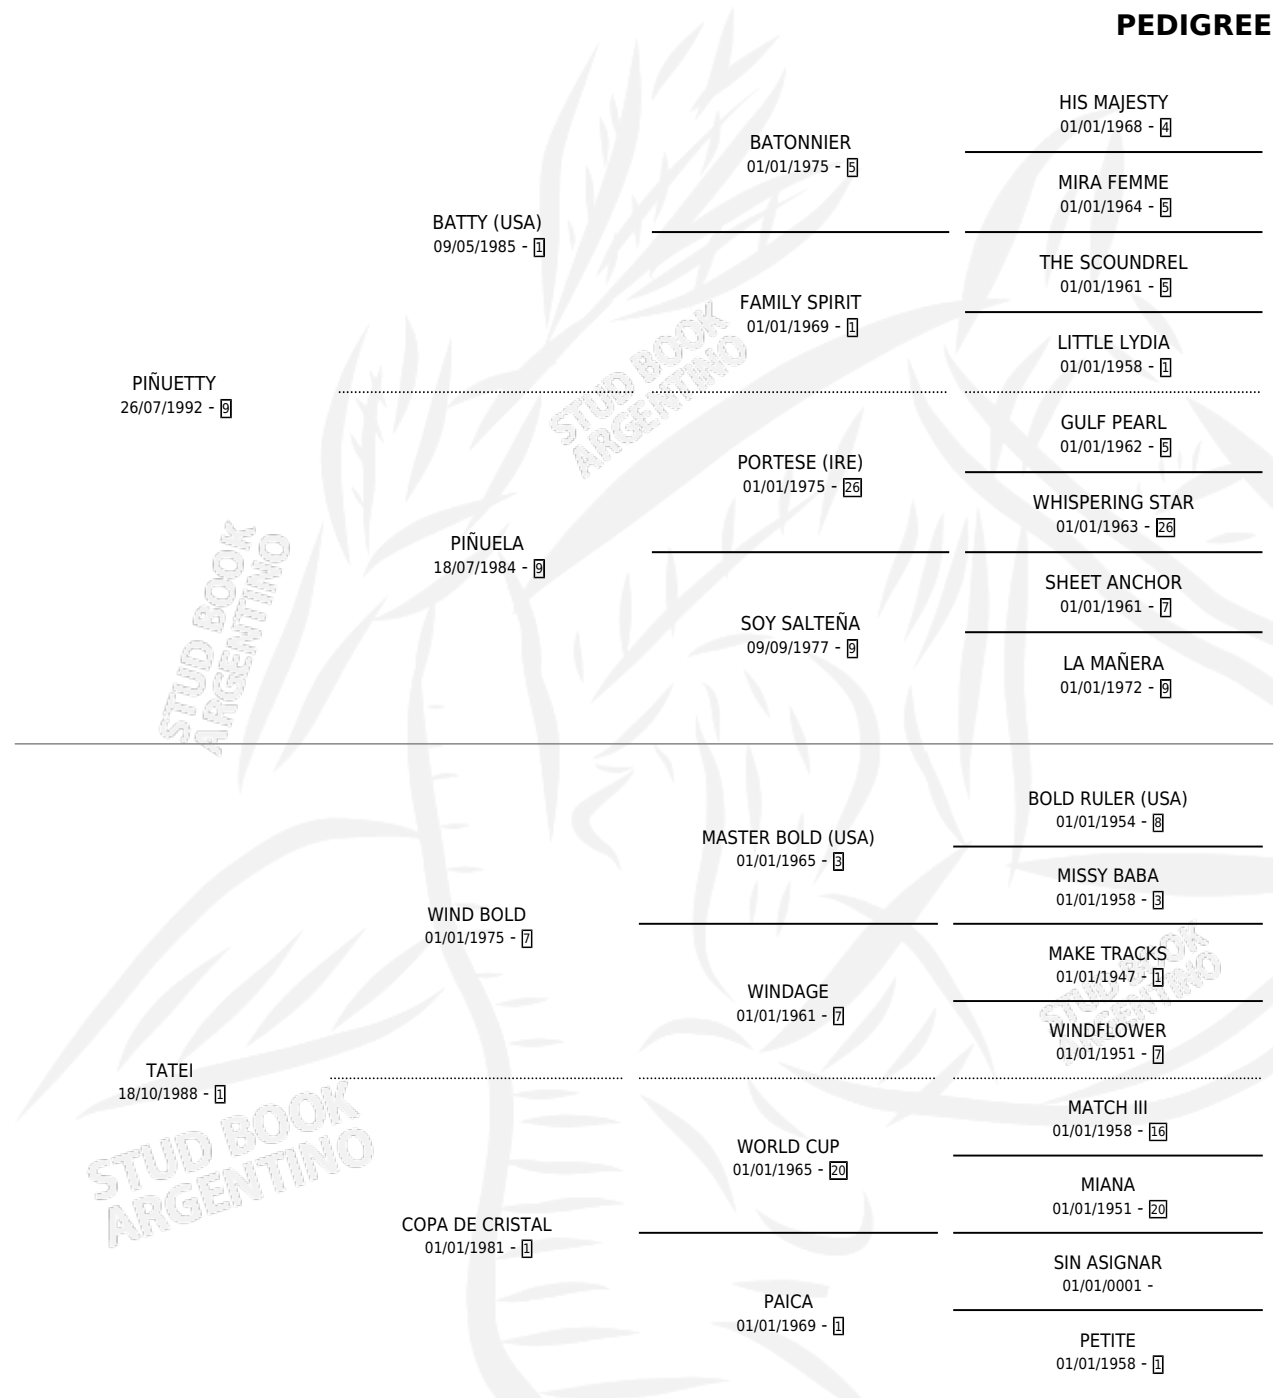 PEDIGREE
HIS MAJESTY
01/01/1968 - 4
BATONNIER
01/01/1975 - 5
MIRA FEMME
01/01/1964 - 5
BATTY (USA)
09/05/1985 - 1
THE SCOUNDREL
01/01/1961 - 5
FAMILY SPIRIT
01/01/1969 - 1
LITTLE LYDIA
01/01/1958 - 1
PIÑUETTY
26/07/1992 - 9
GULF PEARL
01/01/1962 - 5
PORTESE (IRE)
01/01/1975 - 26
WHISPERING STAR
01/01/1963 - 26
PIÑUELA
18/07/1984 - 9
SHEET ANCHOR
01/01/1961 - 7
SOY SALTEÑA
09/09/1977 - 9
LA MAÑERA
01/01/1972 - 9
BOLD RULER (USA)
01/01/1954 - 8
MASTER BOLD (USA)
01/01/1965 - 3
MISSY BABA
01/01/1958 - 3
WIND BOLD
01/01/1975 - 7
MAKE TRACKS
01/01/1947 - 1
WINDAGE
01/01/1961 - 7
WINDFLOWER
01/01/1951 - 7
TATEI
18/10/1988 - 1
MATCH III
01/01/1958 - 16
WORLD CUP
01/01/1965 - 20
MIANA
01/01/1951 - 20
COPA DE CRISTAL
01/01/1981 - 1
SIN ASIGNAR
01/01/0001 -
PAICA
01/01/1969 - 1
PETITE
01/01/1958 - 1
STUD BOOK
ARGENTINO
STUD BOOK
ARGENTINO
STUD BOOK
ARGENTINO
STUD BOOK
ARGENTINO